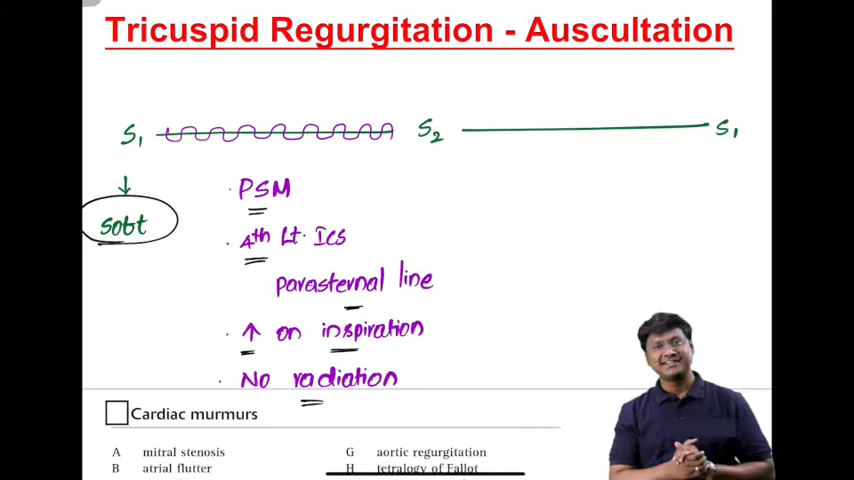 Tricuspid Regurgitation - Auscultation
S₁ S₂ S₁
↓
soft
· PSM
· 4th Lt. ICS
parasternal line
· ↑ on inspiration
· No radiation
Cardiac murmurs
A mitral stenosis G aortic regurgitation
B atrial flutter H tetralogy of Fallot